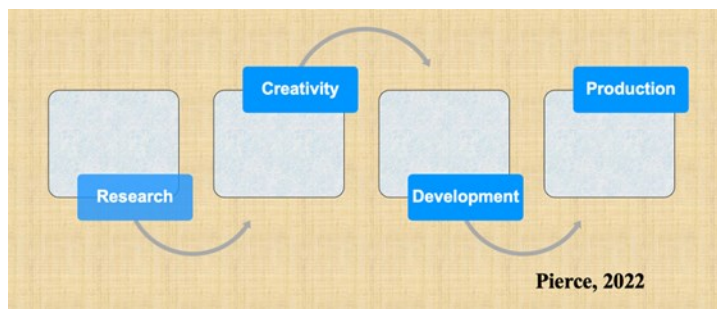 Research
Creativity
Development
Production
Pierce, 2022